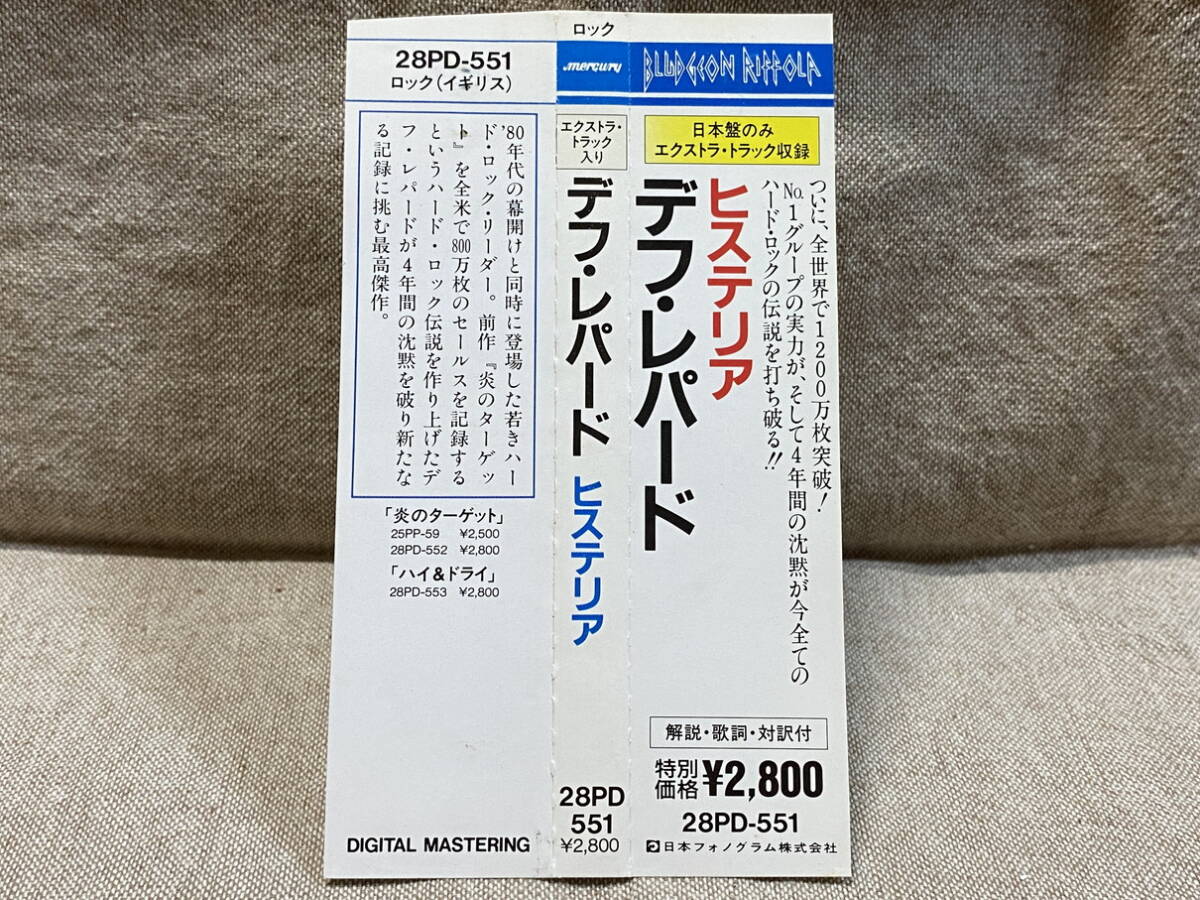 28PD-551
ロック(イギリス)
'80年代の幕開けと同時に登場した若きハー
ド・ロック・リーダー。前作『炎のターゲッ
ト』を全米で800万枚のセールスを記録する
というハード・ロック伝説を作り上げたデ
フ・レパードが4年間の沈黙を破り新たな
る記録に挑む最高傑作。
「炎のターゲット」
25PP-59 ¥2,500
28PD-552 ¥2,800
「ハイ&ドライ」
28PD-553 ¥2,800
DIGITAL MASTERING
ロック
mercury
エクストラ・
トラック
入り
デフ・レパード ヒステリア
28PD
551
¥2,800
BLUDGEON RIFFOLA
日本盤のみ
エクストラ・トラック収録
ついに、全世界で1200万枚突破!
No.1グループの実力が、そして4年間の沈黙が今全ての
ハード・ロックの伝説を打ち破る!!
ヒステリア
デフ・レパード
解説・歌詞・対訳付
特別
価格 ¥2,800
28PD-551
日本フォノグラム株式会社